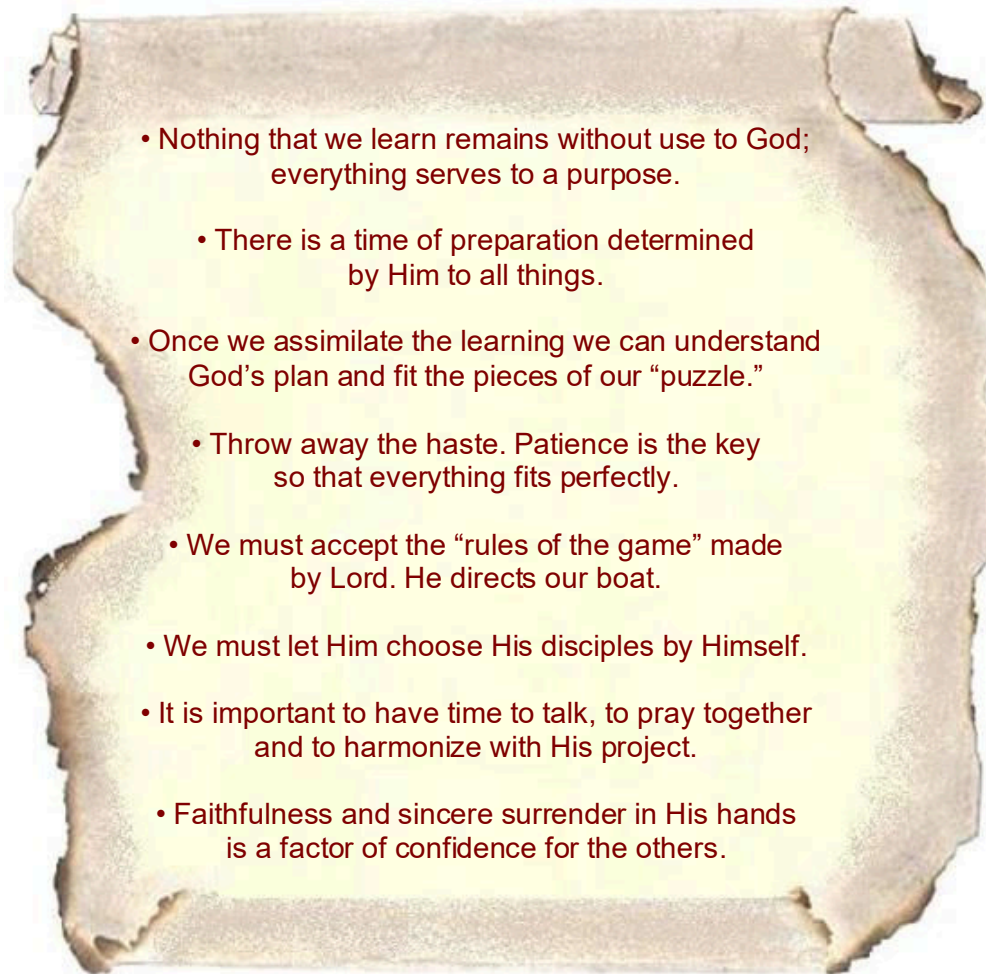 • Nothing that we learn remains without use to God;
everything serves to a purpose.
• There is a time of preparation determined
by Him to all things.
• Once we assimilate the learning we can understand
God’s plan and fit the pieces of our “puzzle.”
• Throw away the haste. Patience is the key
so that everything fits perfectly.
• We must accept the “rules of the game” made
by Lord. He directs our boat.
• We must let Him choose His disciples by Himself.
• It is important to have time to talk, to pray together
and to harmonize with His project.
• Faithfulness and sincere surrender in His hands
is a factor of confidence for the others.